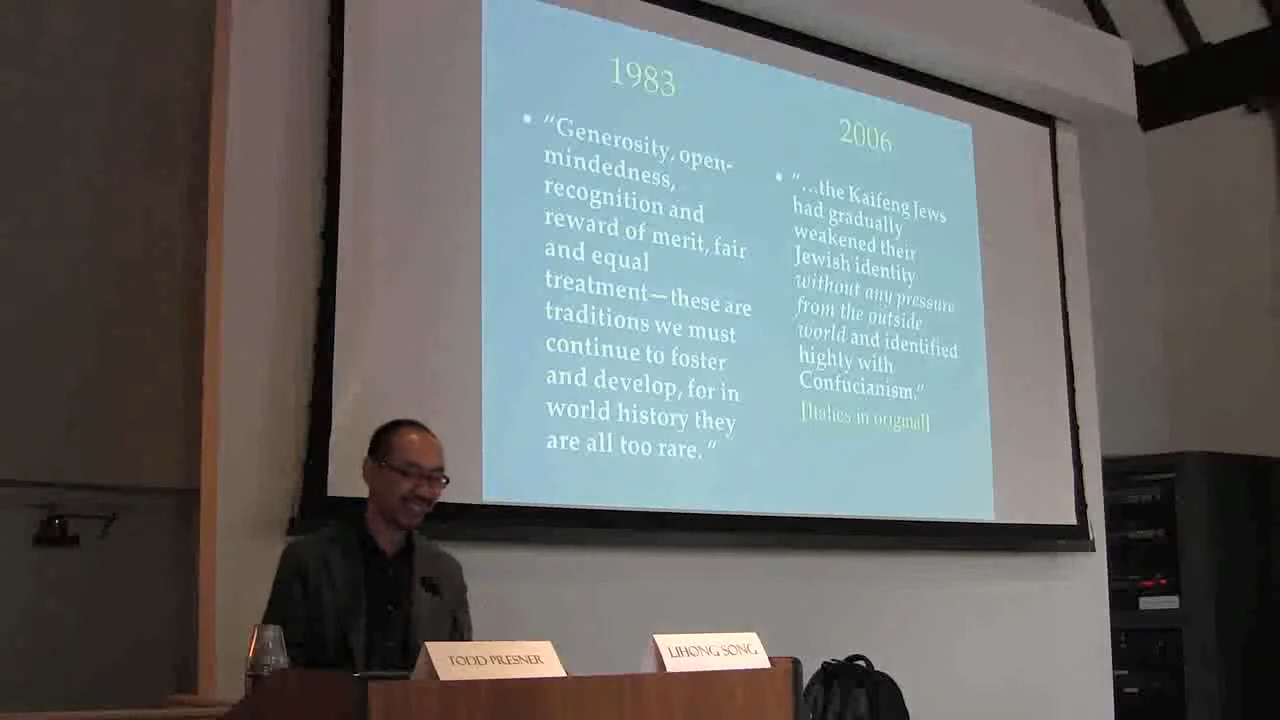 1983
• “Generosity, open-
mindedness,
recognition and
reward of merit, fair
and equal
treatment—these are
traditions we must
continue to foster
and develop, for in
world history they
are all too rare. “
2006
• “…the Kaifeng Jews
had gradually
weakened their
Jewish identity
without any pressure
from the outside
world and identified
highly with
Confucianism.”
[Italics in original]
TODD PRESNER
LIHONG SONG